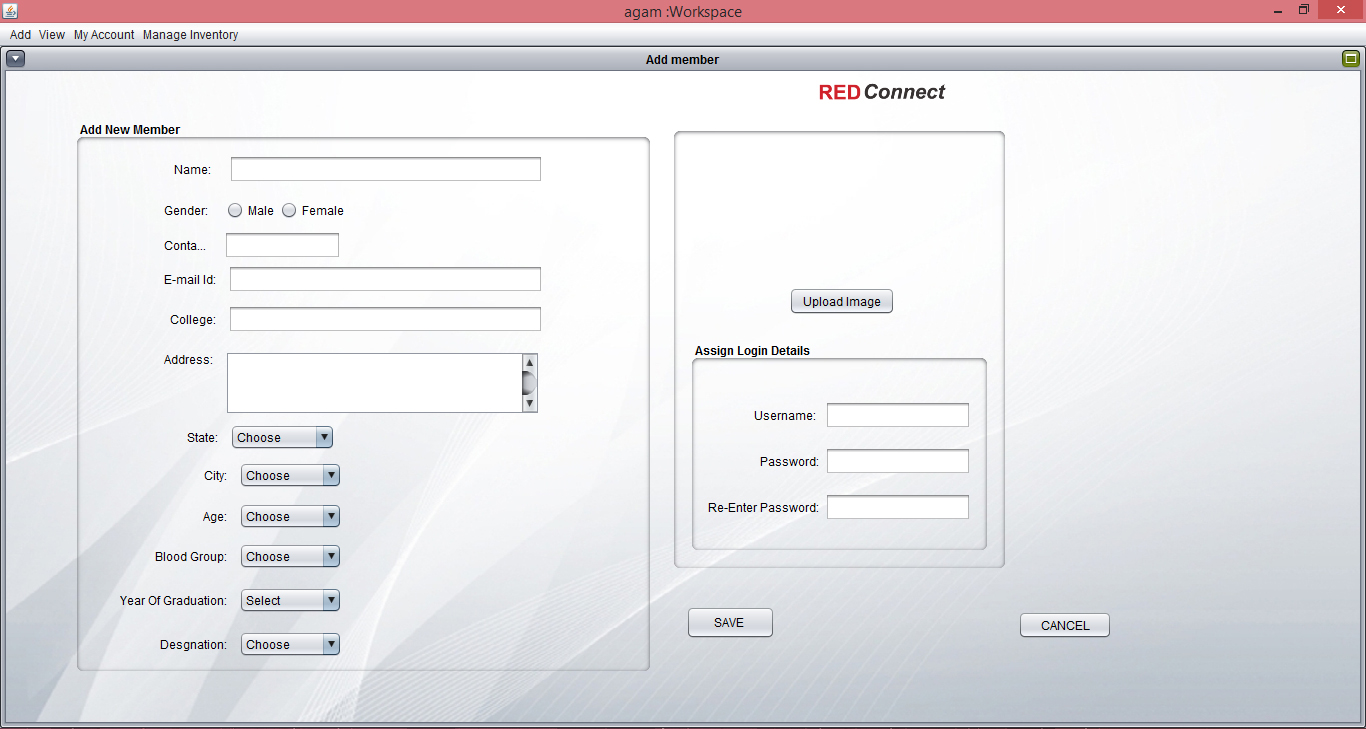 agam :Workspace
Add View My Account Manage Inventory
Add member
RED Connect
Add New Member
Name:
Gender: Male Female
Conta...
E-mail Id:
College:
Address:
State: Choose
City: Choose
Age: Choose
Blood Group: Choose
Year Of Graduation: Select
Desgnation: Choose
Upload Image
Assign Login Details
Username:
Password:
Re-Enter Password:
SAVE
CANCEL